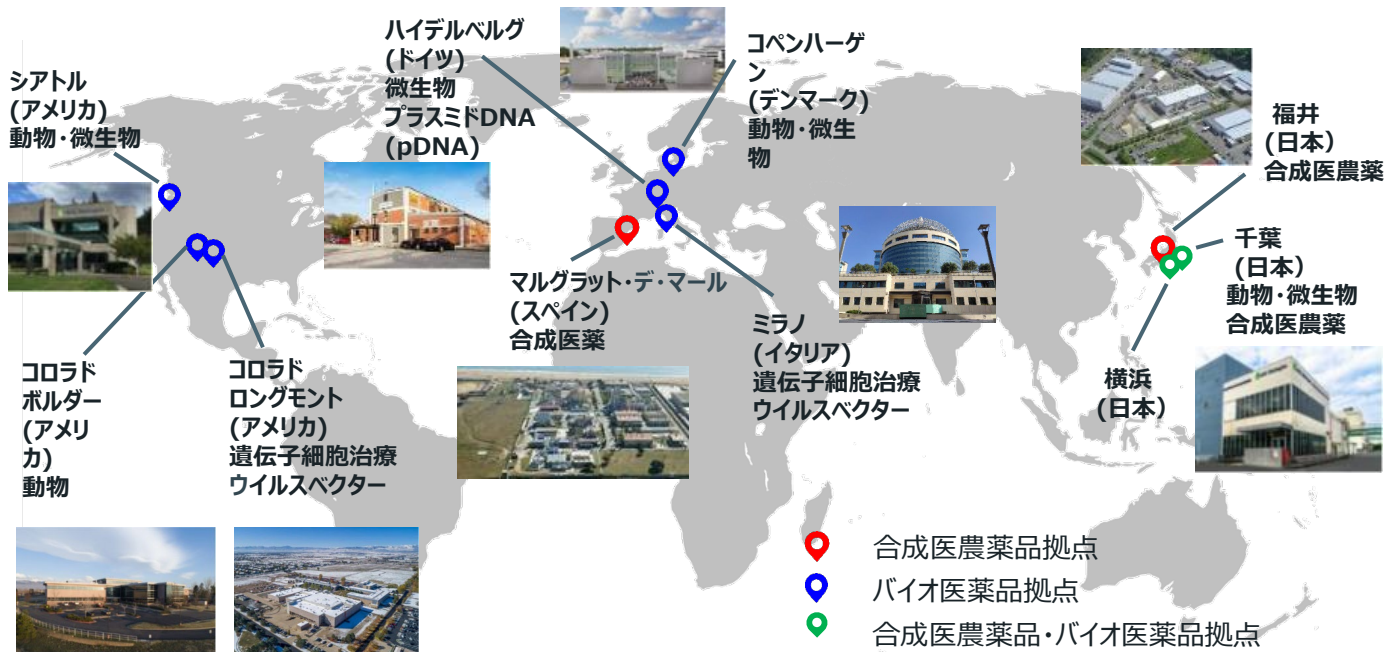 ハイデルベルグ
(ドイツ)
微生物
プラスミドDNA
(pDNA)
コペンハーゲ
ン
(デンマーク)
動物・微生
物
シアトル
(アメリカ)
動物・微生物
福井
(日本)
合成医農薬
千葉
(日本）
動物・微生物
合成医農薬
マルグラット・デ・マール
(スペイン)
合成医薬
ミラノ
(イタリア)
遺伝子細胞治療
ウイルスベクター
横浜
(日本）
コロラド
ボルダー
(アメリ
カ)
動物
コロラド
ロングモント
(アメリカ)
遺伝子細胞治療
ウイルスベクター
合成医農薬品拠点
バイオ医薬品拠点
合成医農薬品・バイオ医薬品拠点